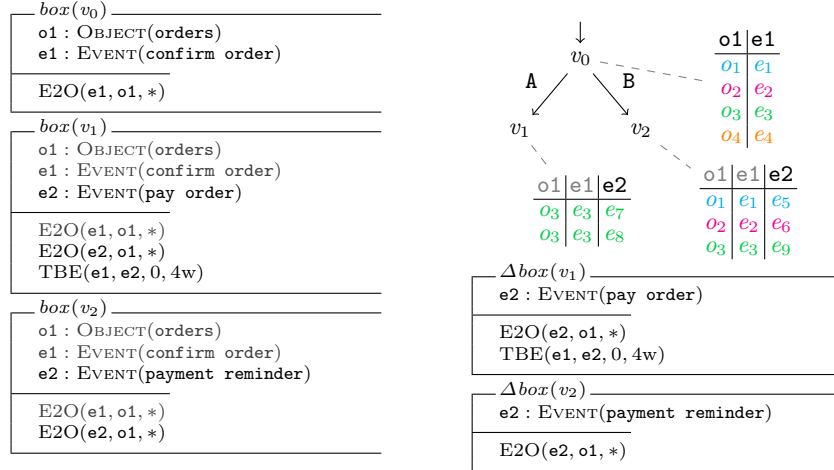 box(v₀)
o1 : OBJECT(orders)
e1 : EVENT(confirm order)
E2O(e1, o1, ∗)
box(v₁)
o1 : OBJECT(orders)
e1 : EVENT(confirm order)
e2 : EVENT(pay order)
E2O(e1, o1, ∗)
E2O(e2, o1, ∗)
TBE(e1, e2, 0, 4w)
box(v₂)
o1 : OBJECT(orders)
e1 : EVENT(confirm order)
e2 : EVENT(payment reminder)
E2O(e1, o1, ∗)
E2O(e2, o1, ∗)
v₀
A B
v₁ v₂
o1 e1
o₁ e₁
o₂ e₂
o₃ e₃
o₄ e₄
o1 e1 e2
o₃ e₃ e₇
o₃ e₃ e₈
o1 e1 e2
o₁ e₁ e₅
o₂ e₂ e₆
o₃ e₃ e₉
Δbox(v₁)
e2 : EVENT(pay order)
E2O(e2, o1, ∗)
TBE(e1, e2, 0, 4w)
Δbox(v₂)
e2 : EVENT(payment reminder)
E2O(e2, o1, ∗)